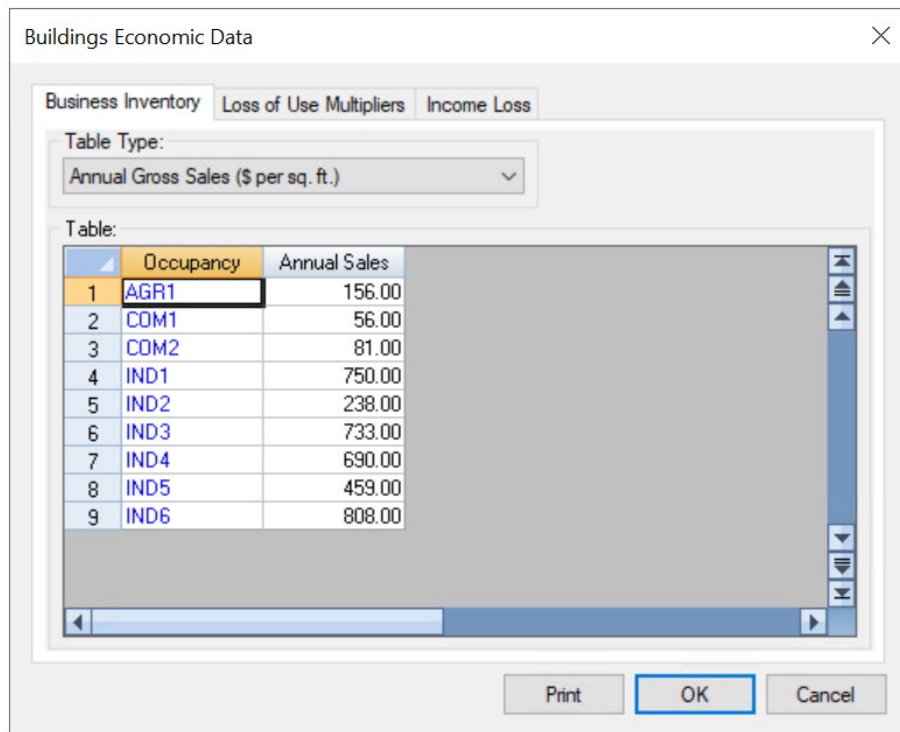 Buildings Economic Data
Business Inventory Loss of Use Multipliers Income Loss
Table Type:
Annual Gross Sales ($ per sq. ft.)
Table:
Occupancy Annual Sales
1 AGR1 156.00
2 COM1 56.00
3 COM2 81.00
4 IND1 750.00
5 IND2 238.00
6 IND3 733.00
7 IND4 690.00
8 IND5 459.00
9 IND6 808.00
Print OK Cancel